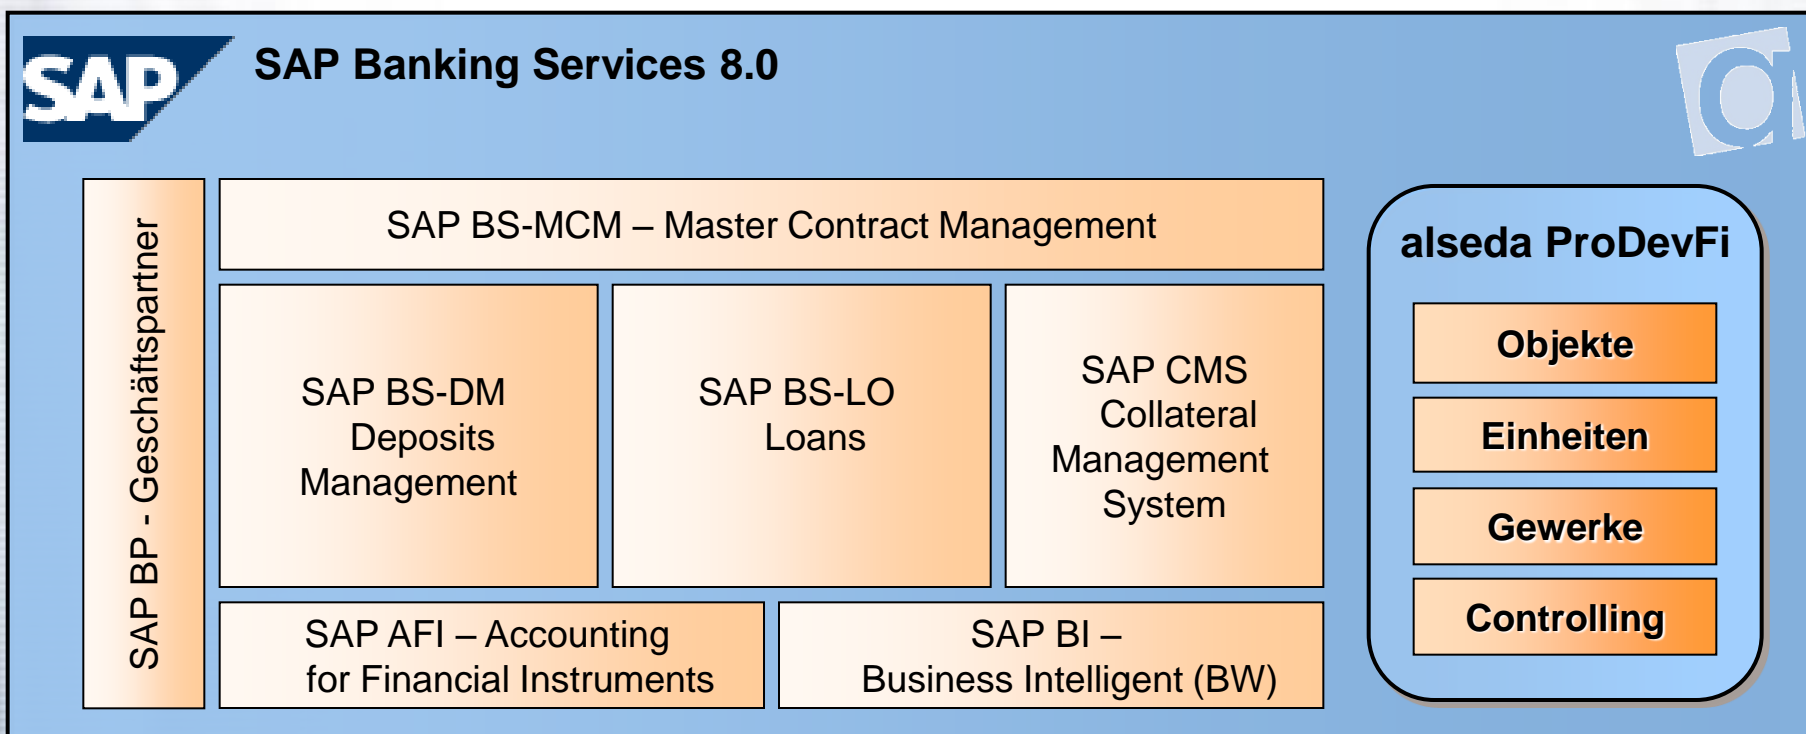 SAP
SAP Banking Services 8.0
a
SAP BP - Geschäftspartner
SAP BS-MCM – Master Contract Management
SAP BS-DM
Deposits
Management
SAP BS-LO
Loans
SAP CMS
Collateral
Management
System
SAP AFI – Accounting
for Financial Instruments
SAP BI –
Business Intelligent (BW)
alseda ProDevFi
Objekte
Einheiten
Gewerke
Controlling